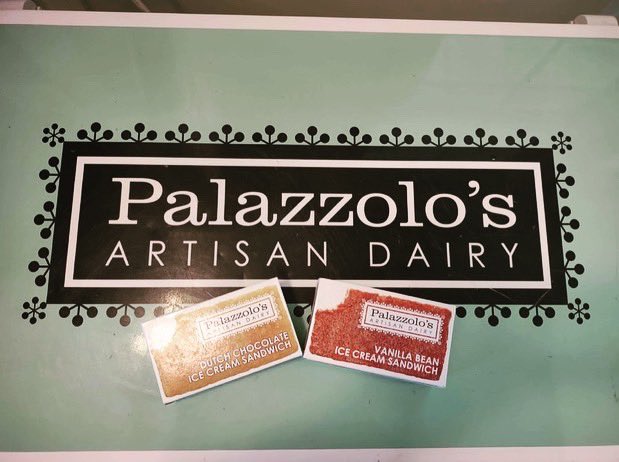 Palazzolo's
ARTISAN DAIRY
Palazzolo's
ARTISAN DAIRY
DUTCH CHOCOLATE
ICE CREAM SANDWICH
Palazzolo's
ARTISAN DAIRY
VANILLA BEAN
ICE CREAM SANDWICH